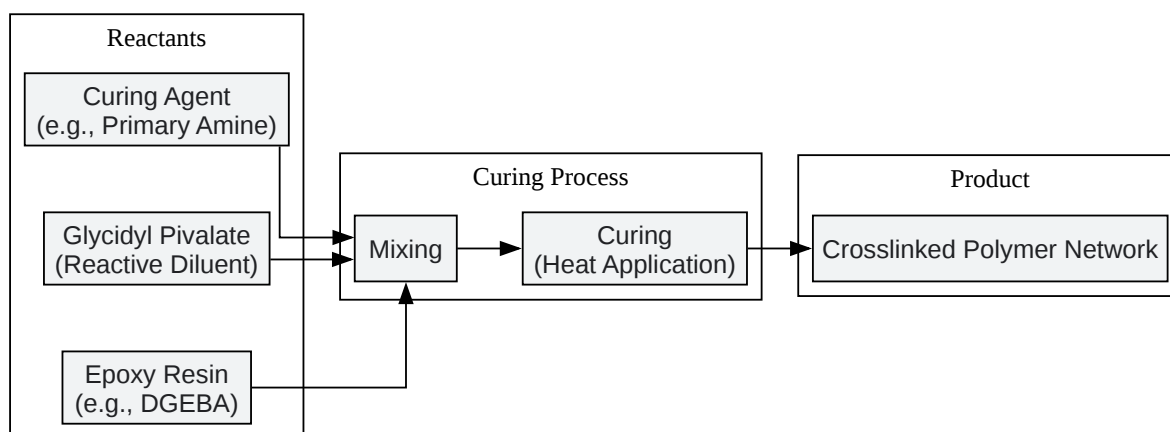 Reactants
Curing Agent
(e.g., Primary Amine)
Glycidyl Pivalate
(Reactive Diluent)
Epoxy Resin
(e.g., DGEBA)
Curing Process
Mixing
Curing
(Heat Application)
Product
Crosslinked Polymer Network